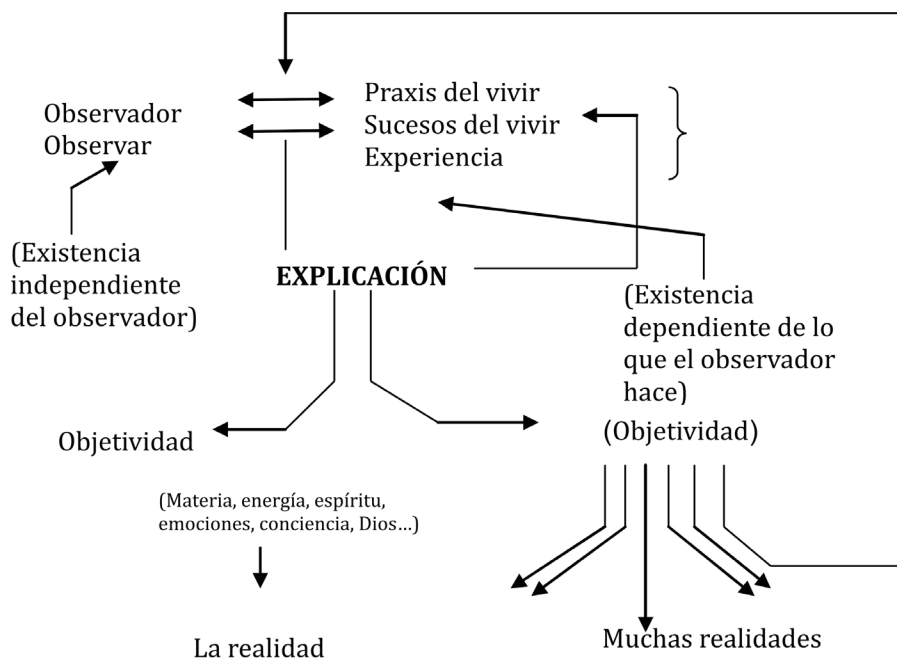 Observador
Observar
Praxis del vivir
Sucesos del vivir
Experiencia
(Existencia
independiente
del observador)
EXPLICACIÓN
(Existencia
dependiente de lo
que el observador
hace)
Objetividad
(Objetividad)
(Materia, energía, espíritu,
emociones, conciencia, Dios...)
La realidad
Muchas realidades